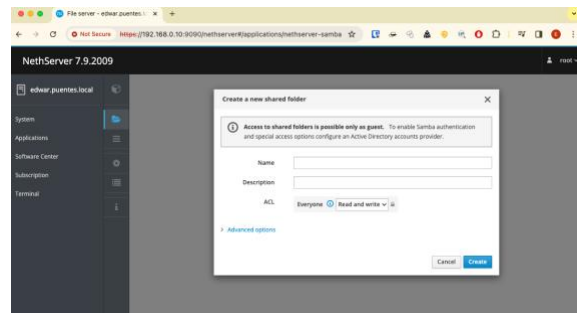 File server - edwar.puentes.l
Not Secure https://192.168.0.10:9090/nethserver#/applications/nethserver-samba
NethServer 7.9.2009
root
edwar.puentes.local
System
Applications
Software Center
Subscription
Terminal
Create a new shared folder
Access to shared folders is possible only as guest. To enable Samba authentication
and special access options configure an Active Directory accounts provider.
Name
Description
ACL
Everyone Read and write
Advanced options
Cancel Create